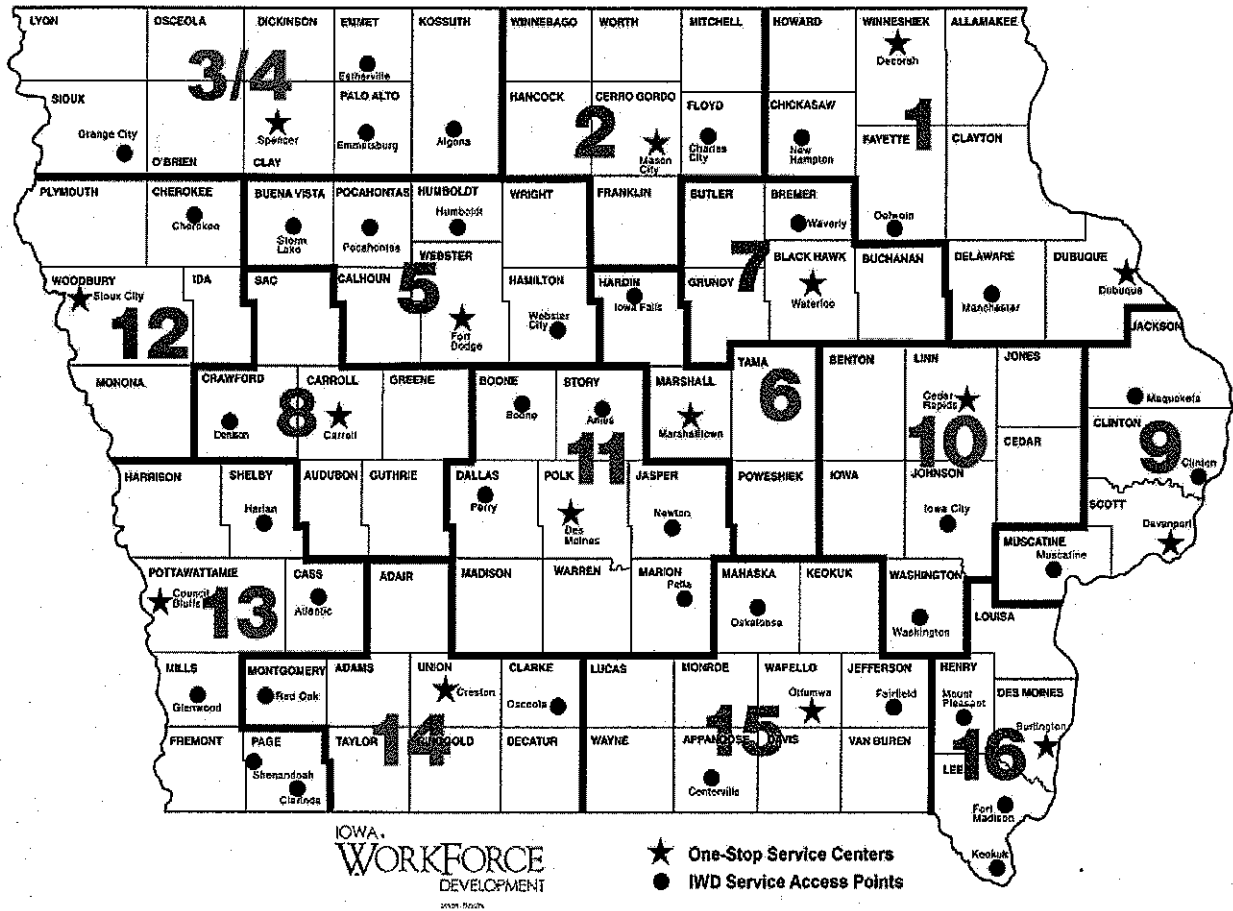 LYON
OSCEOLA
DICKINSON
EMMET
KOSSUTH
WINNEBAGO
WORTH
MITCHELL
HOWARD
WINNESHIEK
ALLAMAKEE
Decorah
3/4
Estherville
SIOUX
Orange City
O'BRIEN
Spencer
CLAY
PALO ALTO
Emmetsburg
Algona
HANCOCK
CERRO GORDO
2
Mason
City
FLOYD
Charles
City
CHICKASAW
New
Hampton
1
FAYETTE
CLAYTON
Oelwein
PLYMOUTH
CHEROKEE
Cherokee
BUENA VISTA
Storm
Lake
POCAHONTAS
Pocahontas
HUMBOLDT
Humboldt
WRIGHT
FRANKLIN
BUTLER
BREMER
Waverly
7
WOODBURY
Sioux City
12
IDA
SAC
CALHOUN
5
WEBSTER
Fort
Dodge
HAMILTON
Webster
City
HARDIN
Iowa Falls
GRUNDY
BLACK HAWK
Waterloo
BUCHANAN
DELAWARE
Manchester
DUBUQUE
Dubuque
JACKSON
Maquoketa
MONONA
CRAWFORD
Denison
8
CARROLL
Carroll
GREENE
BOONE
Boone
STORY
Ames
11
MARSHALL
Marshalltown
TAMA
6
BENTON
LINN
Cedar
Rapids
10
JONES
CEDAR
CLINTON
9
Clinton
HARRISON
SHELBY
Harlan
AUDUBON
GUTHRIE
DALLAS
Perry
POLK
Des
Moines
JASPER
Newton
POWESHIEK
IOWA
JOHNSON
Iowa City
SCOTT
Davenport
MUSCATINE
Muscatine
POTTAWATTAMIE
Council
Bluffs
13
CASS
Atlantic
ADAIR
MADISON
WARREN
MARION
Pella
MAHASKA
Oskaloosa
KEOKUK
WASHINGTON
Washington
LOUISA
MILLS
Glenwood
MONTGOMERY
Red Oak
ADAMS
UNION
Creston
CLARKE
Osceola
LUCAS
MONROE
WAPELLO
Ottumwa
JEFFERSON
Fairfield
HENRY
Mount
Pleasant
DES MOINES
Burlington
14
15
16
FREMONT
PAGE
Shenandoah
Clarinda
TAYLOR
RINGGOLD
DECATUR
WAYNE
APPANOOSE
Centerville
DAVIS
VAN BUREN
LEE
Fort
Madison
Keokuk
IOWA
WORKFORCE
DEVELOPMENT
One-Stop Service Centers
IWD Service Access Points